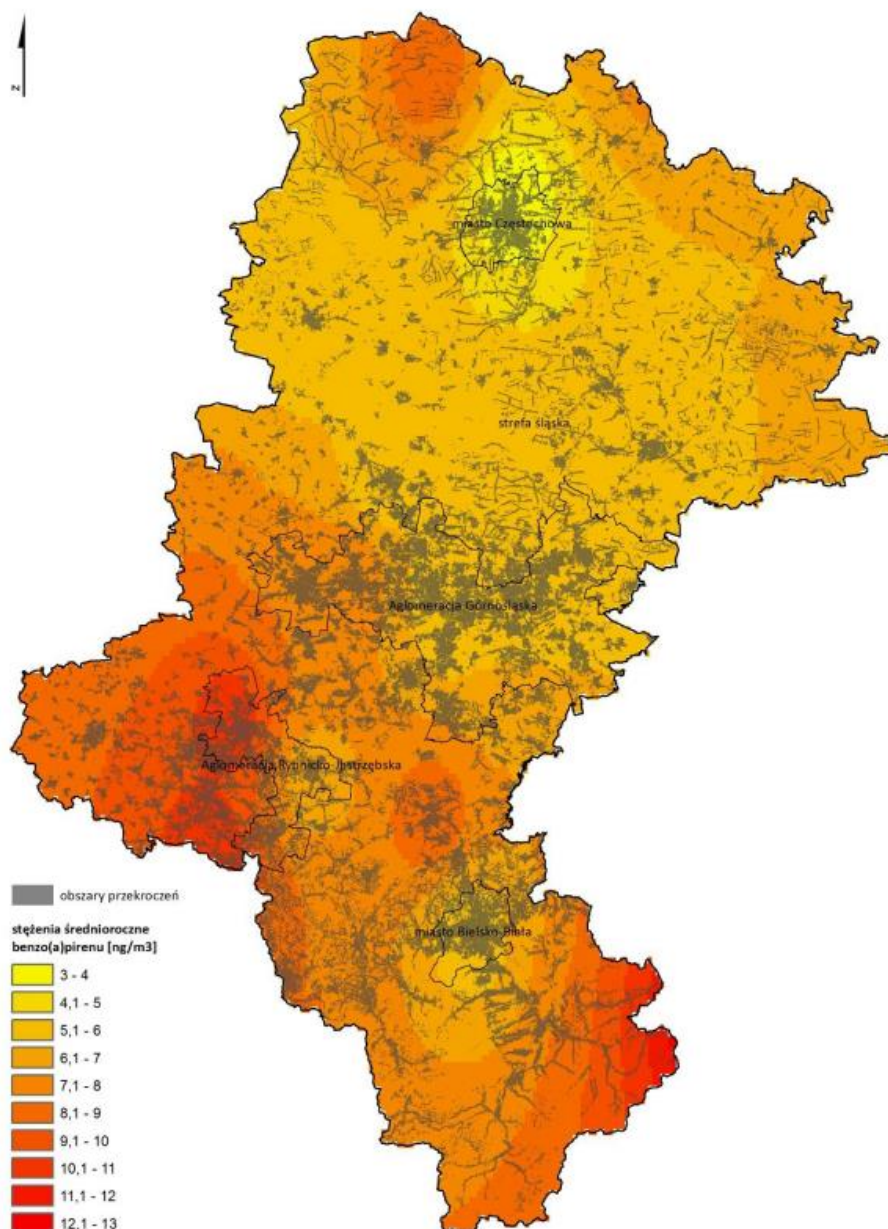 N
miasto Częstochowa
strefa śląska
Aglomeracja Górnośląska
Aglomeracja Rybnicko-Jastrzębska
miasto Bielsko-Biała
obszary przekroczeń
stężenia średnioroczne
benzo(a)pirenu [ng/m3]
3 - 4
4,1 - 5
5,1 - 6
6,1 - 7
7,1 - 8
8,1 - 9
9,1 - 10
10,1 - 11
11,1 - 12
12,1 - 13